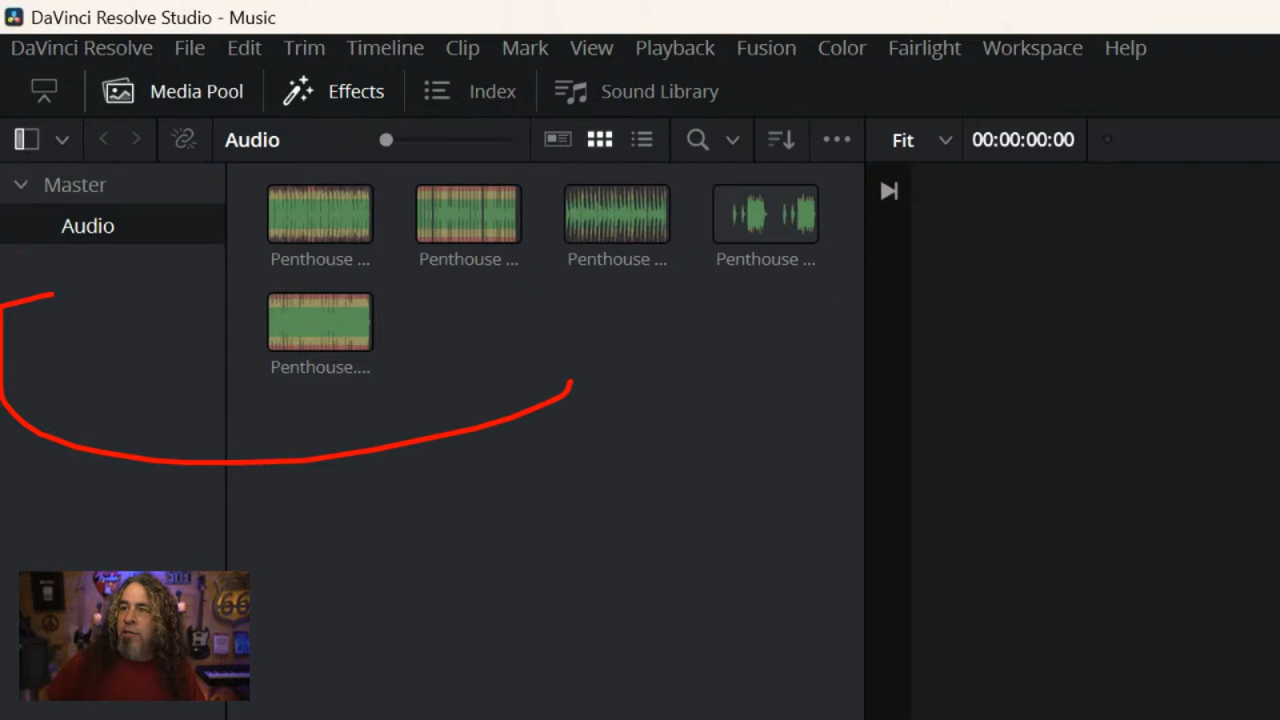 DaVinci Resolve Studio - Music
DaVinci Resolve File Edit Trim Timeline Clip Mark View Playback Fusion Color Fairlight Workspace Help
Media Pool Effects Index Sound Library
Audio Fit 00:00:00:00
Master
Audio
Penthouse ... Penthouse ... Penthouse ... Penthouse ...
Penthouse....
66